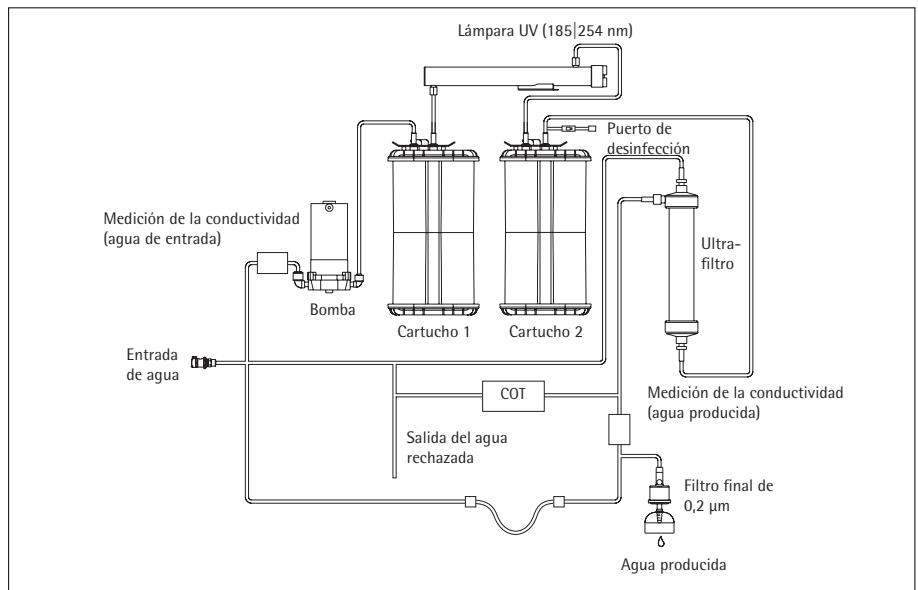 Lámpara UV (185|254 nm)
Puerto de
desinfección
Medición de la conductividad
(agua de entrada)
Ultra-
filtro
Bomba
Cartucho 1
Cartucho 2
Entrada
de agua
COT
Medición de la conductividad
(agua producida)
Salida del agua
rechazada
Filtro final de
0,2 µm
Agua producida